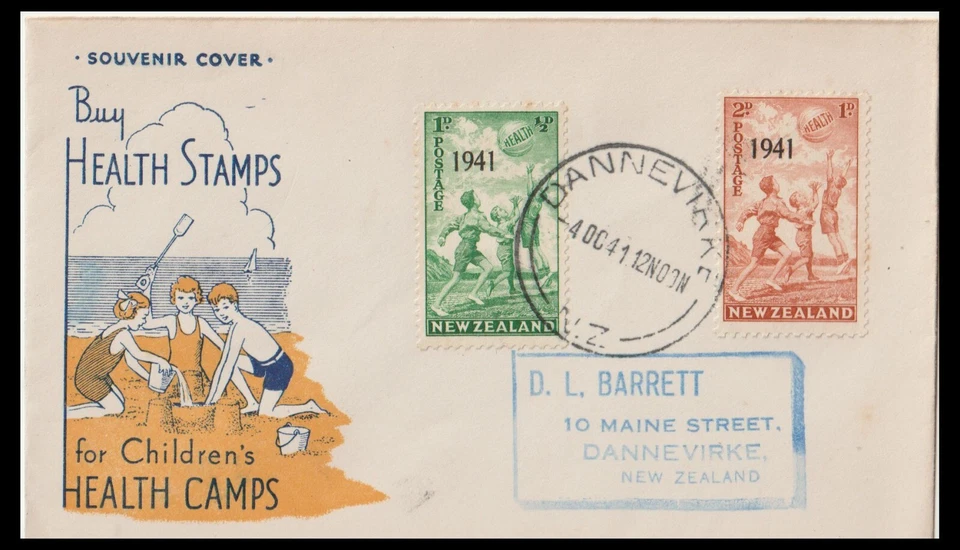 · SOUVENIR COVER ·
Buy
HEALTH STAMPS
for Children's
HEALTH CAMPS
1D. ½D
POSTAGE
HEALTH
1941
NEW ZEALAND
2D. 1D.
POSTAGE
HEALTH
1941
NEW ZEALAND
DANNEVIRKE
-4 OC 41 12 NOON
N.Z.
D. L. BARRETT
10 MAINE STREET,
DANNEVIRKE,
NEW ZEALAND